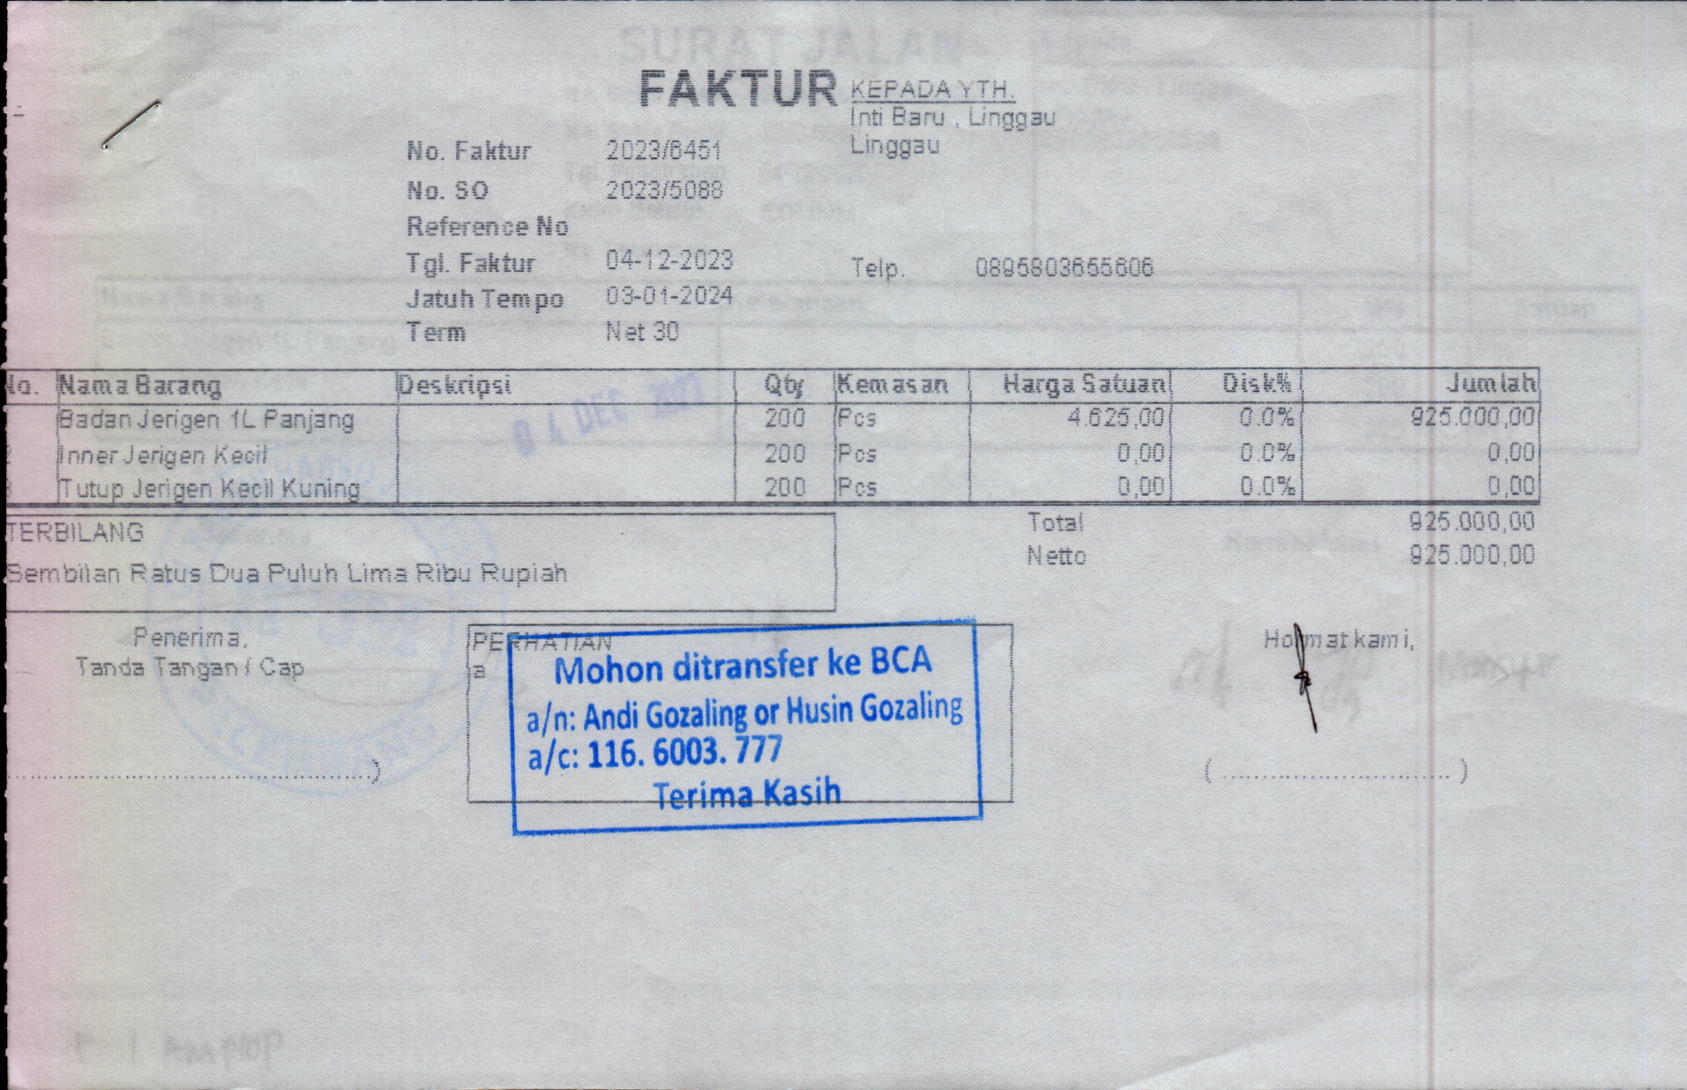 FAKTUR
KEPADA YTH.
Inti Baru , Linggau
Linggau
No. Faktur 2023/6451
No. SO 2023/5088
Reference No
Tgl. Faktur 04-12-2023
Telp. 0895803655606
Jatuh Tempo 03-01-2024
Term Net 30
No. Nama Barang Deskripsi Qty Kemasan Harga Satuan Disk% Jumlah
Badan Jerigen 1L Panjang 200 Pcs 4.625,00 0.0% 925.000,00
2 Inner Jerigen Kecil 200 Pcs 0,00 0.0% 0,00
3 Tutup Jerigen Kecil Kuning 200 Pcs 0,00 0.0% 0,00
04 DEC 2023
TERBILANG
Sembilan Ratus Dua Puluh Lima Ribu Rupiah
Total 925.000,00
Netto 925.000,00
Penerima,
Tanda Tangan / Cap
PERHATIAN
a
Mohon ditransfer ke BCA
a/n: Andi Gozaling or Husin Gozaling
a/c: 116. 6003. 777
Terima Kasih
Hormat kami,
..................................................)
( ............................... )